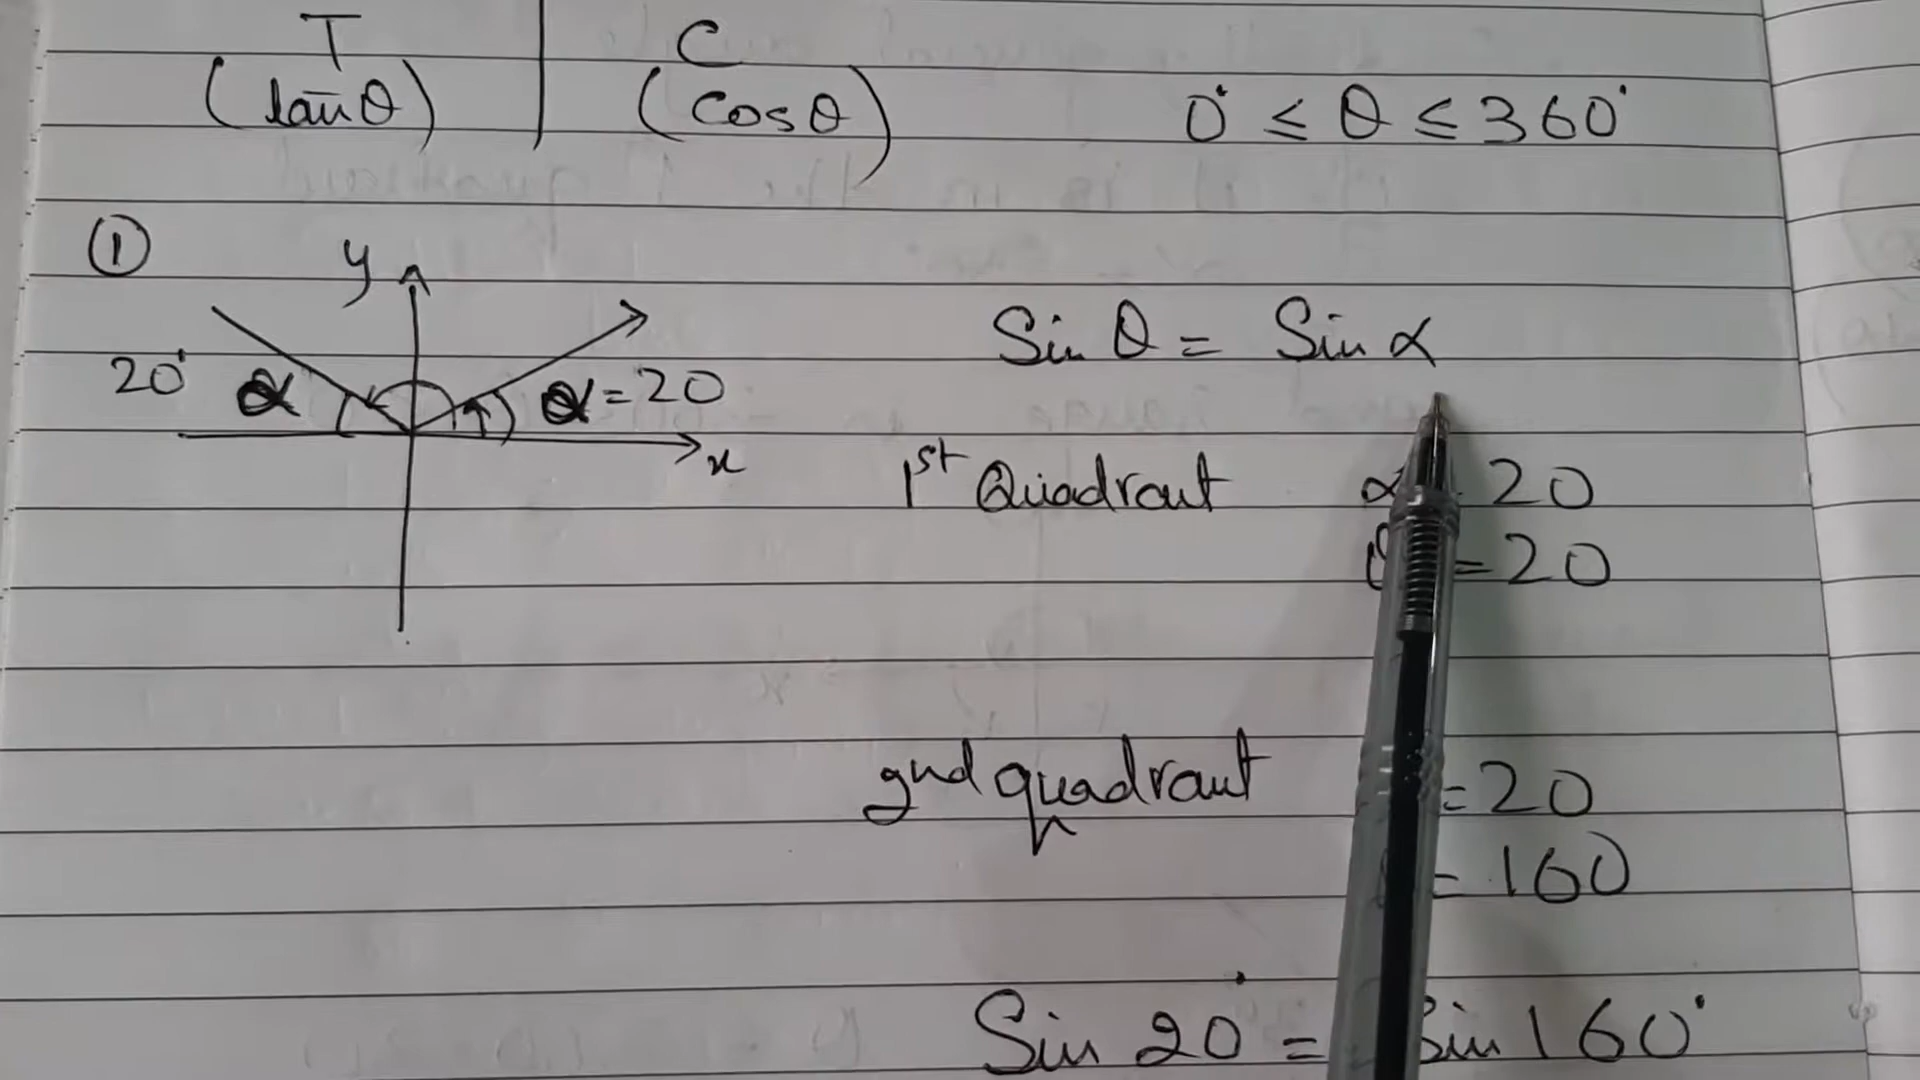 T C
(tanθ) (cosθ) 0° ≤ θ ≤ 360°
① y
Sin θ = Sin α
20° α α = 20
x
1st Quadrant α 20
= 20
2nd quadrant = 20
= 160
Sin 20° = Sin 160°